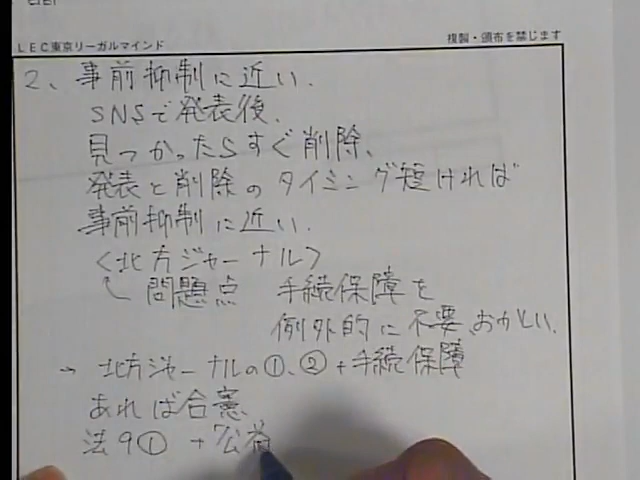 LEC東京リーガルマインド
複製・頒布を禁じます
2、事前抑制に近い.
SNSで発表後、
見つかったらすぐ削除、
発表と削除のタイミング短ければ
事前抑制に近い.
<北方ジャーナル>
問題点 手続保障を
例外的に不要、おかしい.
→ 北方ジャーナルの①、②+手続保障
あれば合憲
法9① +公益